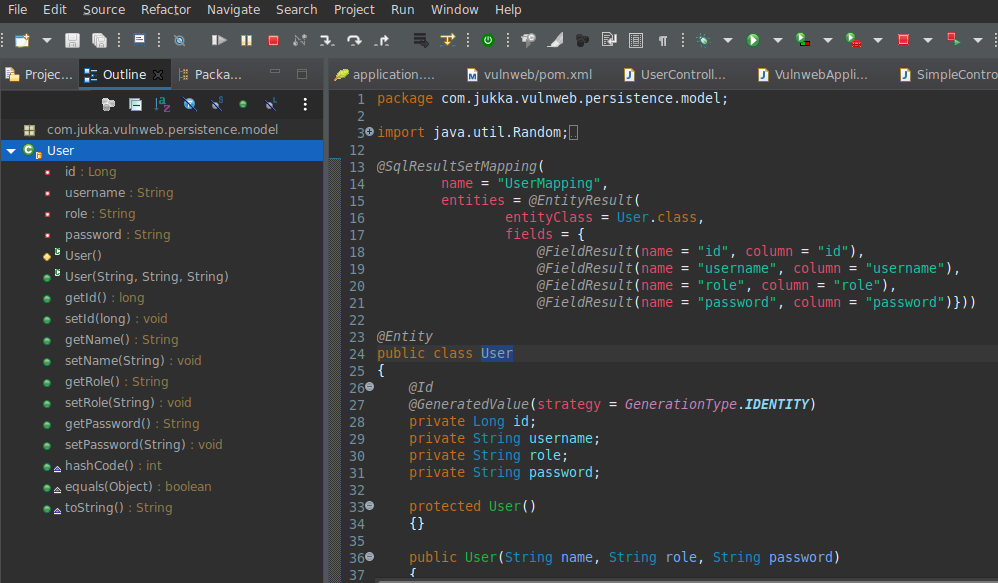 File Edit Source Refactor Navigate Search Project Run Window Help
Projec... Outline Packa...
application.... vulnweb/pom.xml UserControll... VulnwebAppli... SimpleContro
com.jukka.vulnweb.persistence.model
User
id : Long
username : String
role : String
password : String
User()
User(String, String, String)
getId() : long
setId(long) : void
getName() : String
setName(String) : void
getRole() : String
setRole(String) : void
getPassword() : String
setPassword(String) : void
hashCode() : int
equals(Object) : boolean
toString() : String
1 package com.jukka.vulnweb.persistence.model;
2
3 import java.util.Random;
12
13 @SqlResultSetMapping(
14 name = "UserMapping",
15 entities = @EntityResult(
16 entityClass = User.class,
17 fields = {
18 @FieldResult(name = "id", column = "id"),
19 @FieldResult(name = "username", column = "username"),
20 @FieldResult(name = "role", column = "role"),
21 @FieldResult(name = "password", column = "password")}))
22
23 @Entity
24 public class User
25 {
26 @Id
27 @GeneratedValue(strategy = GenerationType.IDENTITY)
28 private Long id;
29 private String username;
30 private String role;
31 private String password;
32
33 protected User()
34 {}
35
36 public User(String name, String role, String password)
37 {